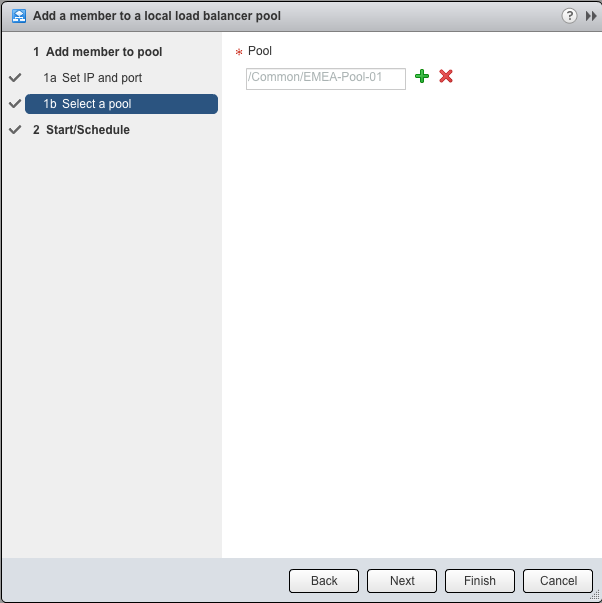 Add a member to a local load balancer pool
?
1 Add member to pool
1a Set IP and port
1b Select a pool
2 Start/Schedule
* Pool
/Common/EMEA-Pool-01
Back
Next
Finish
Cancel